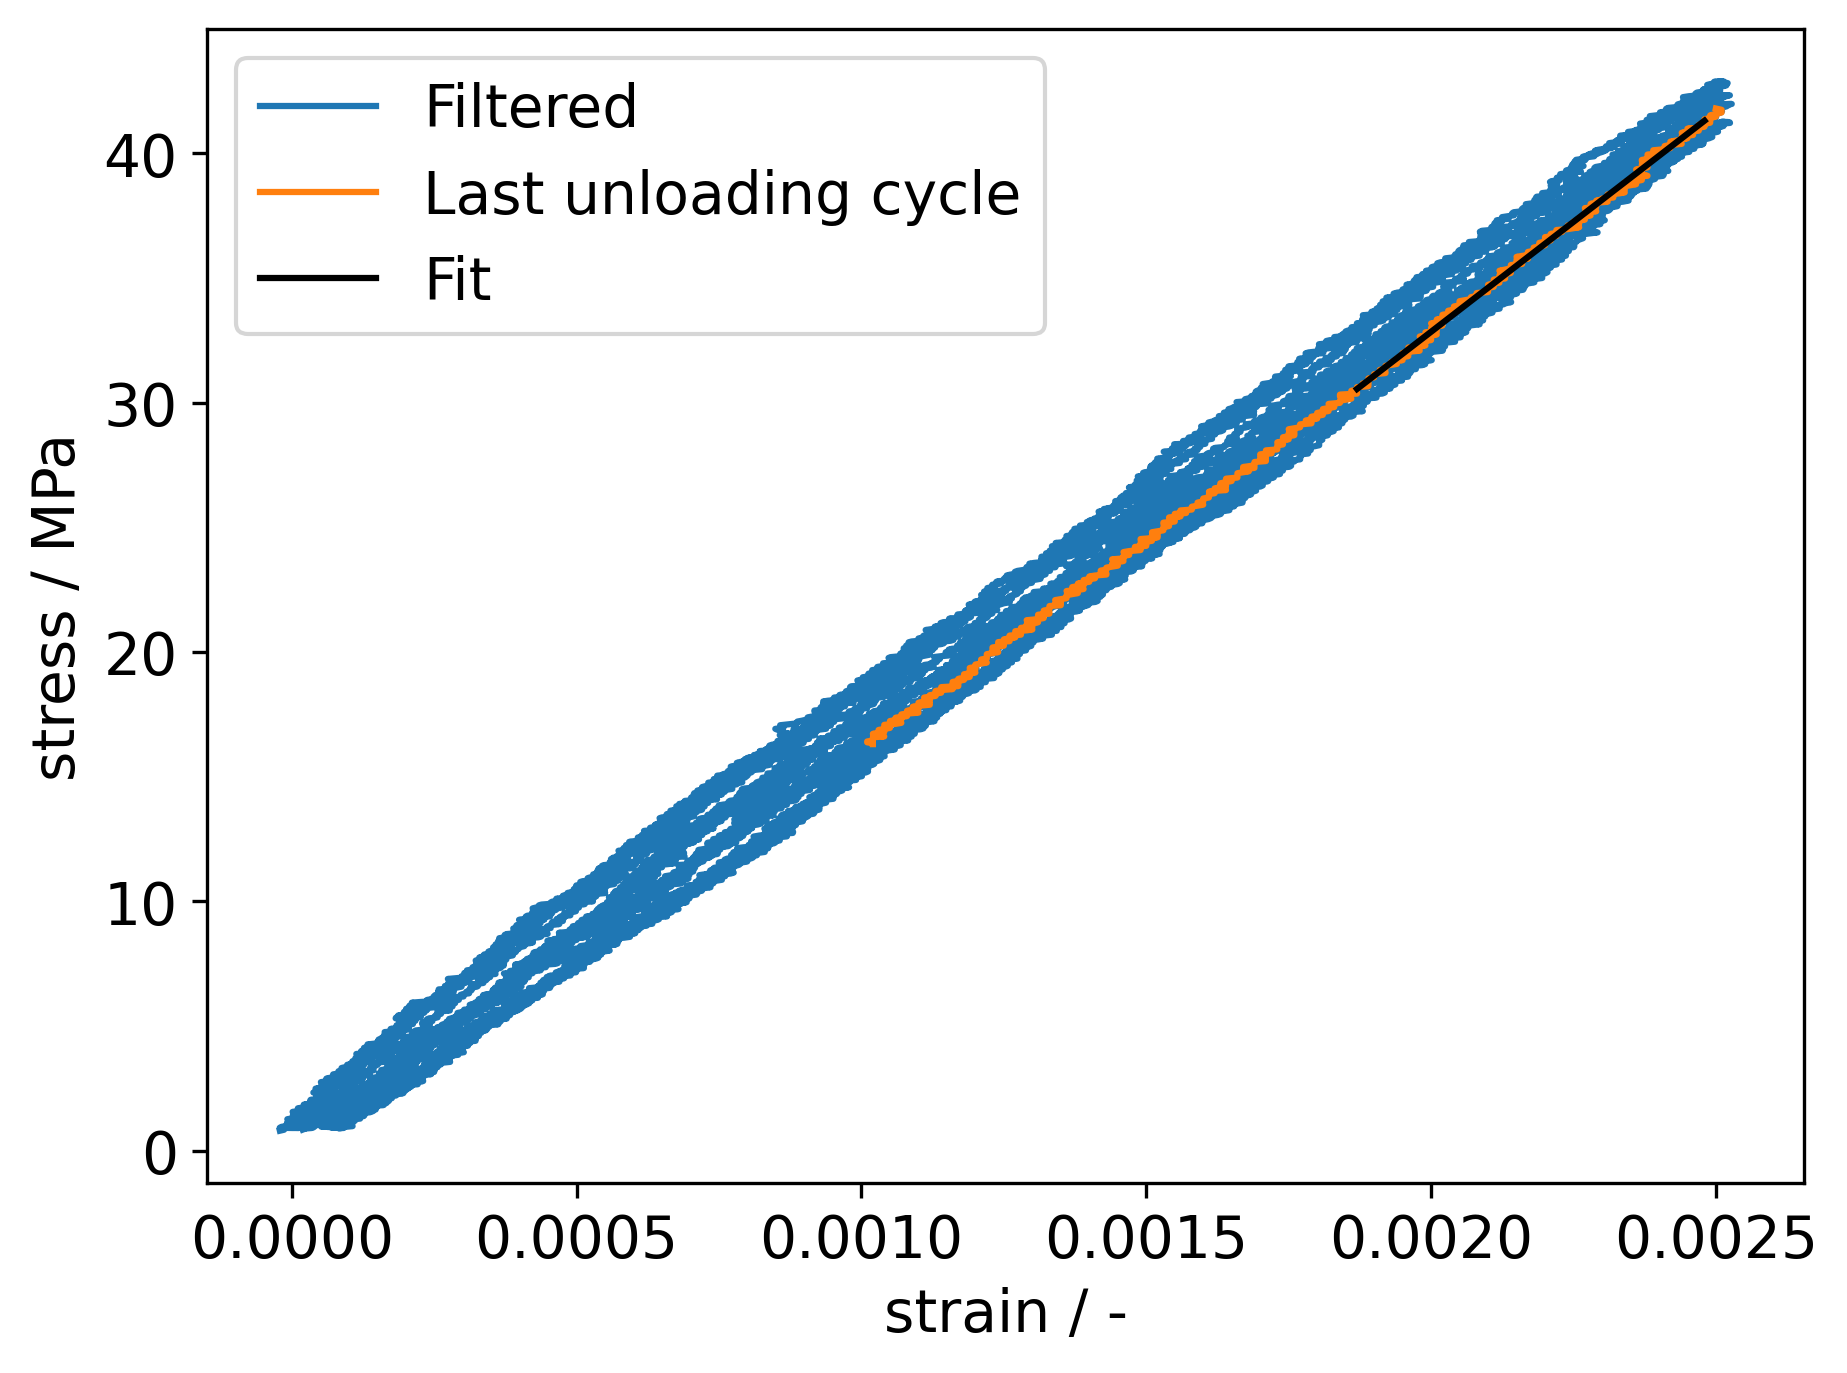 Filtered
Last unloading cycle
Fit
40
30
20
10
0
stress / MPa
0.0000 0.0005 0.0010 0.0015 0.0020 0.0025
strain / -